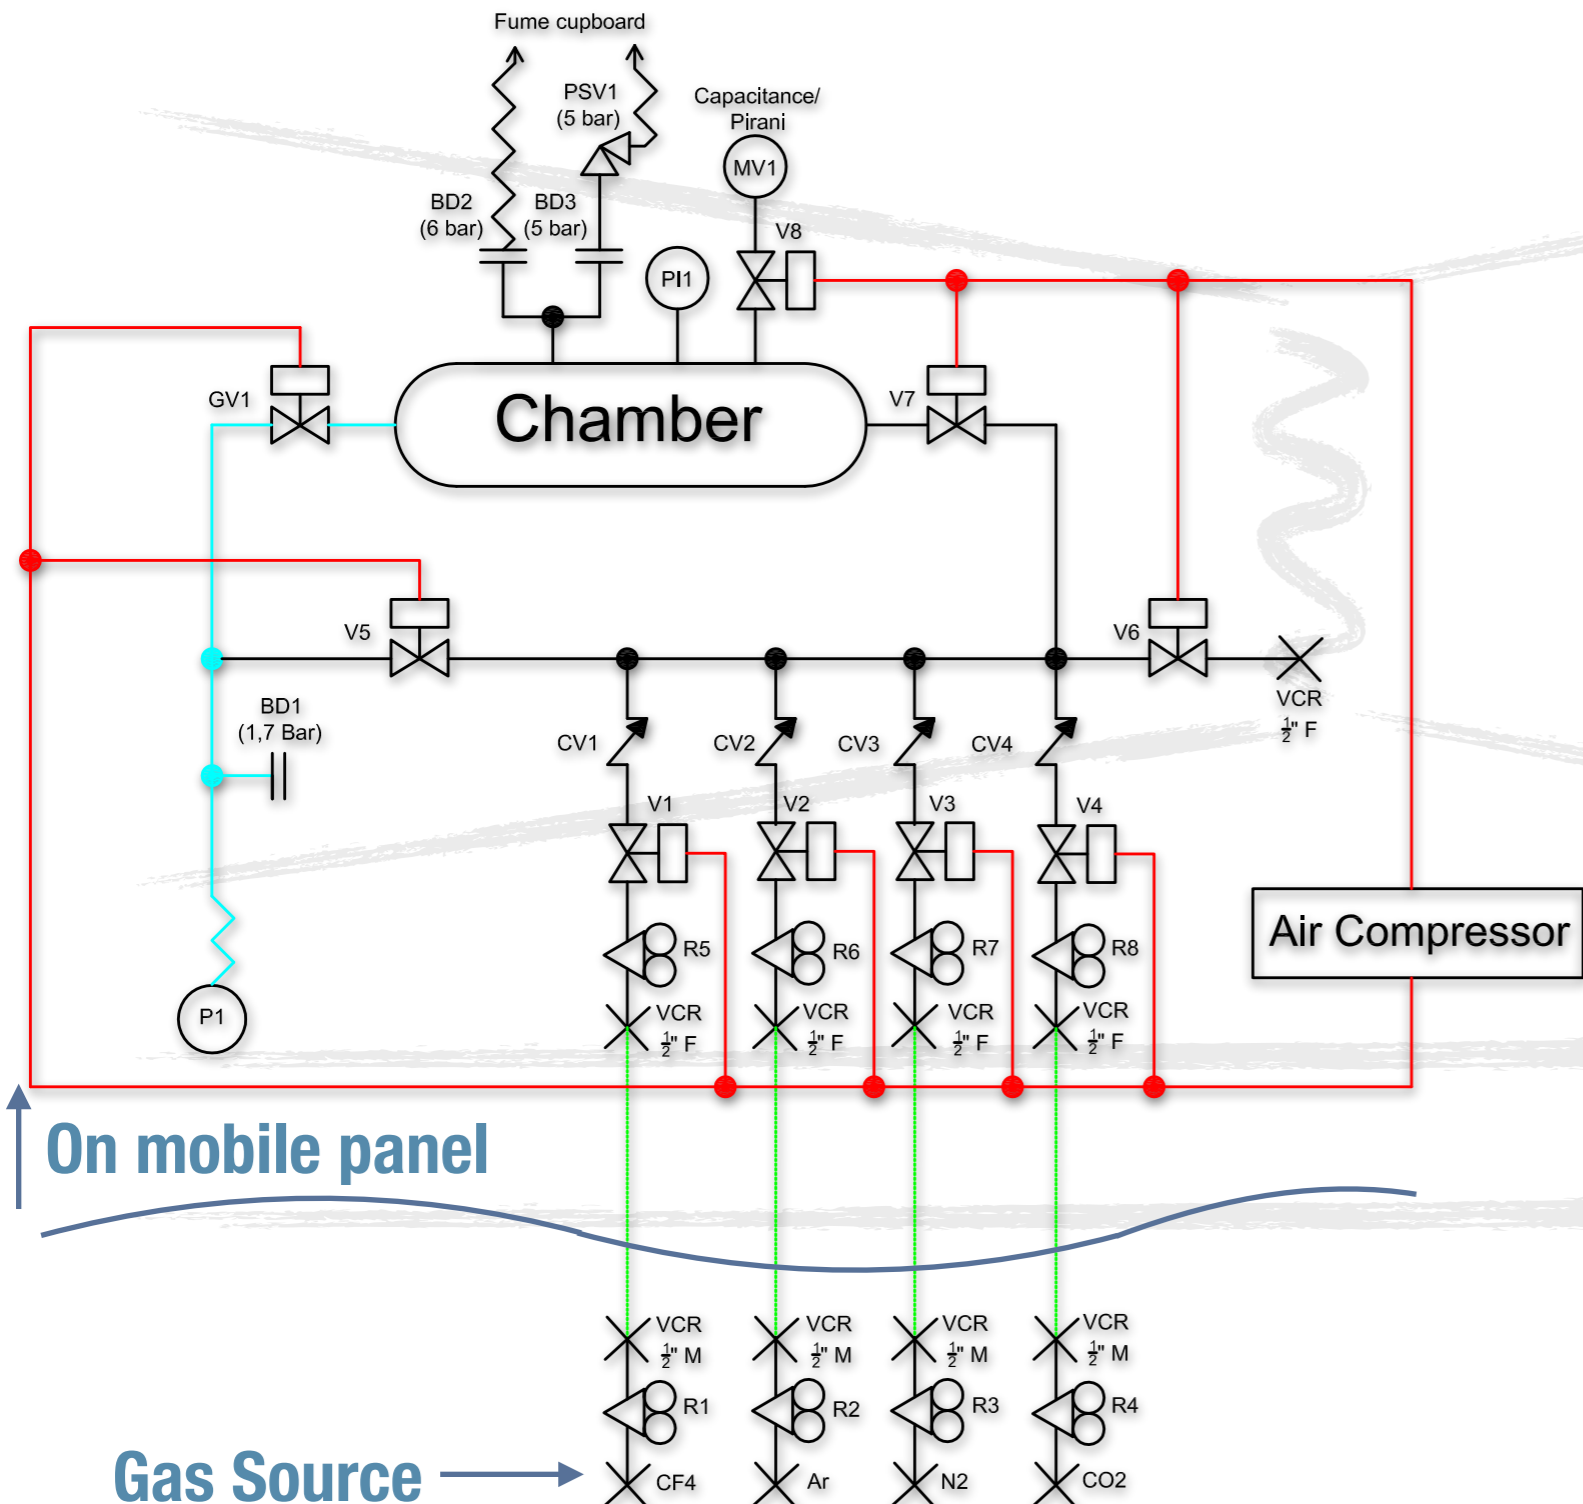 Fume cupboard
PSV1
(5 bar)
Capacitance/
Pirani
MV1
BD2
(6 bar)
BD3
(5 bar)
V8
PI1
GV1
Chamber
V7
V5
V6
BD1
(1,7 Bar)
VCR
½" F
CV1
CV2
CV3
CV4
V1
V2
V3
V4
Air Compressor
R5
R6
R7
R8
P1
VCR
½" F
VCR
½" F
VCR
½" F
VCR
½" F
On mobile panel
VCR
½" M
VCR
½" M
VCR
½" M
VCR
½" M
R1
R2
R3
R4
Gas Source
CF4
Ar
N2
CO2